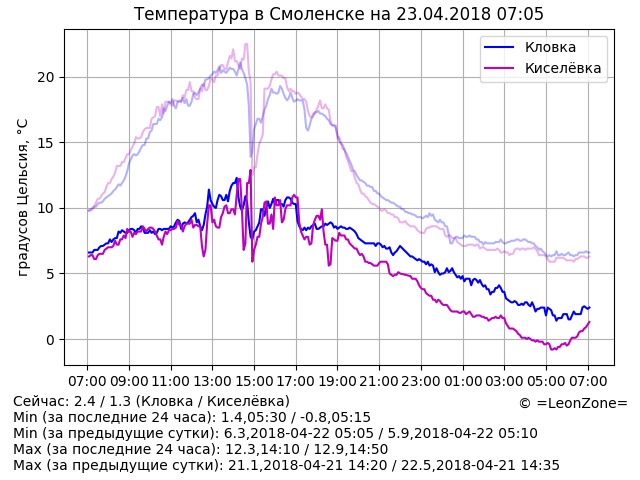 Температура в Смоленске на 23.04.2018 07:05
Кловка
Киселёвка
градусов Цельсия, °C
20
15
10
5
0
07:00 09:00 11:00 13:00 15:00 17:00 19:00 21:00 23:00 01:00 03:00 05:00 07:00
Сейчас: 2.4 / 1.3 (Кловка / Киселёвка)
© =LeonZone=
Min (за последние 24 часа): 1.4,05:30 / -0.8,05:15
Min (за предыдущие сутки): 6.3,2018-04-22 05:05 / 5.9,2018-04-22 05:10
Max (за последние 24 часа): 12.3,14:10 / 12.9,14:50
Max (за предыдущие сутки): 21.1,2018-04-21 14:20 / 22.5,2018-04-21 14:35